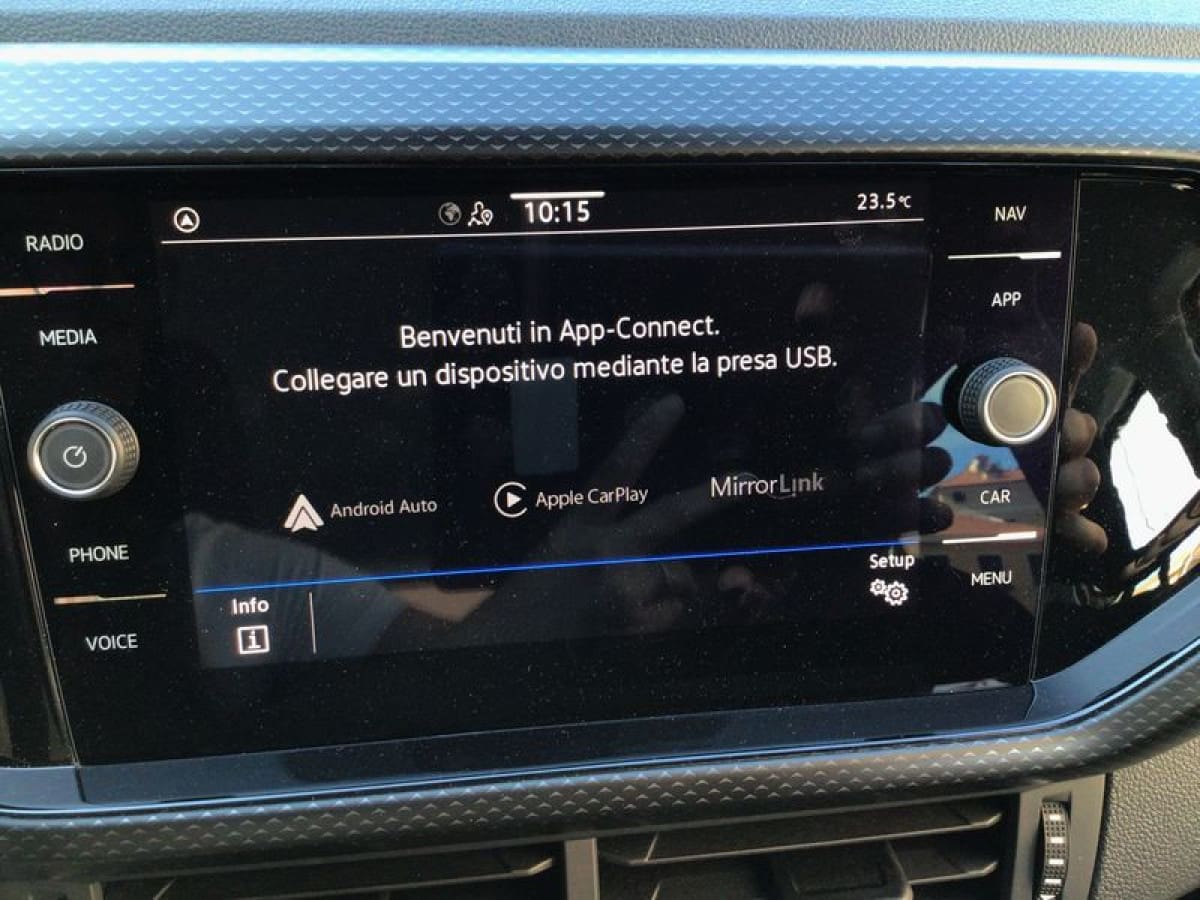 10:15
23.5°C
RADIO
MEDIA
PHONE
VOICE
Benvenuti in App-Connect.
Collegare un dispositivo mediante la presa USB.
Android Auto
Apple CarPlay
MirrorLink
Info
i
Setup
NAV
APP
CAR
MENU